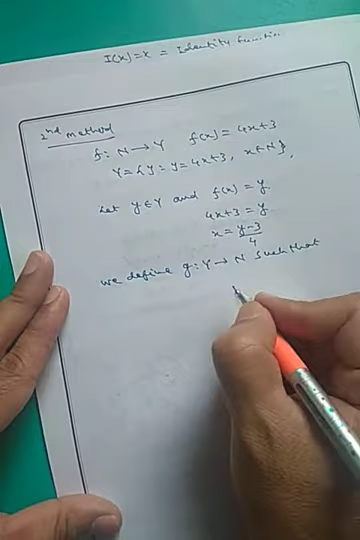 I(x)=x = Identity function
2nd method
f: N → Y f(x) = 4x+3
Y = { y = y = 4x+3, x ∈ N },
Let y ∈ Y and f(x) = y
4x+3 = y
x = y-3/4
we define g: Y → N such that